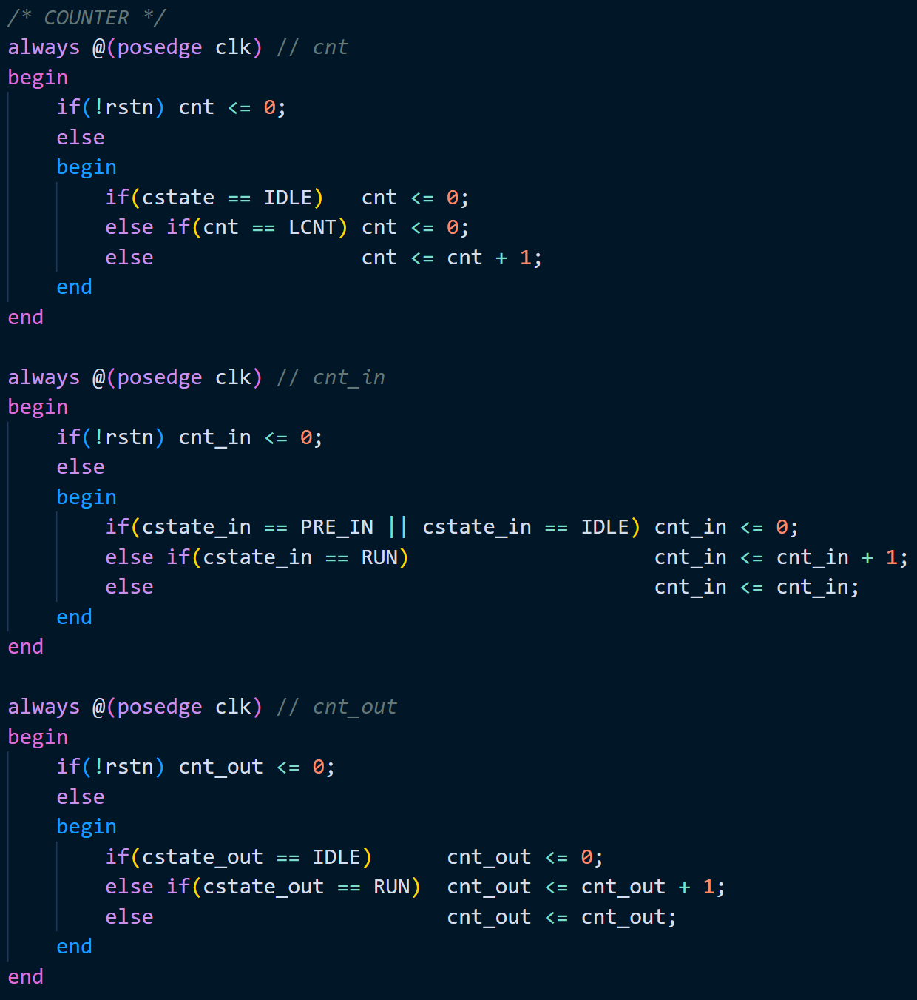 /* COUNTER */
always @(posedge clk) // cnt
begin
    if(!rstn) cnt <= 0;
    else
    begin
        if(cstate == IDLE)   cnt <= 0;
        else if(cnt == LCNT) cnt <= 0;
        else                 cnt <= cnt + 1;
    end
end

always @(posedge clk) // cnt_in
begin
    if(!rstn) cnt_in <= 0;
    else
    begin
        if(cstate_in == PRE_IN || cstate_in == IDLE) cnt_in <= 0;
        else if(cstate_in == RUN)                    cnt_in <= cnt_in + 1;
        else                                         cnt_in <= cnt_in;
    end
end

always @(posedge clk) // cnt_out
begin
    if(!rstn) cnt_out <= 0;
    else
    begin
        if(cstate_out == IDLE)      cnt_out <= 0;
        else if(cstate_out == RUN)  cnt_out <= cnt_out + 1;
        else                        cnt_out <= cnt_out;
    end
end